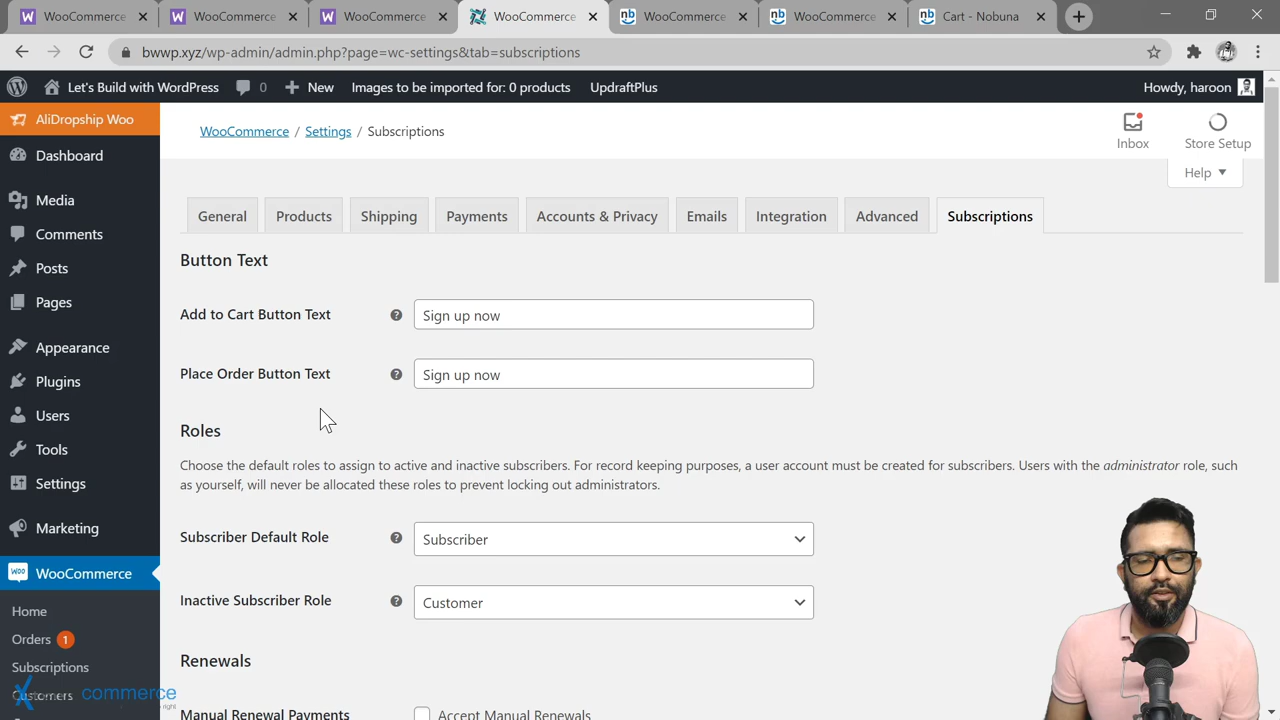 WooCommerce
WooCommerce
WooCommerce
WooCommerce
WooCommerce
WooCommerce
Cart - Nobuna
bwwp.xyz/wp-admin/admin.php?page=wc-settings&tab=subscriptions
Let's Build with WordPress
0
New
Images to be imported for: 0 products
UpdraftPlus
Howdy, haroon
AliDropship Woo
Dashboard
Media
Comments
Posts
Pages
Appearance
Plugins
Users
Tools
Settings
Marketing
WooCommerce
Home
Orders 1
Subscriptions
Customers
commerce
right
WooCommerce / Settings / Subscriptions
Inbox
Store Setup
Help
General
Products
Shipping
Payments
Accounts & Privacy
Emails
Integration
Advanced
Subscriptions
Button Text
Add to Cart Button Text
Sign up now
Place Order Button Text
Sign up now
Roles
Choose the default roles to assign to active and inactive subscribers. For record keeping purposes, a user account must be created for subscribers. Users with the administrator role, such
as yourself, will never be allocated these roles to prevent locking out administrators.
Subscriber Default Role
Subscriber
Inactive Subscriber Role
Customer
Renewals
Manual Renewal Payments
Accept Manual Renewals